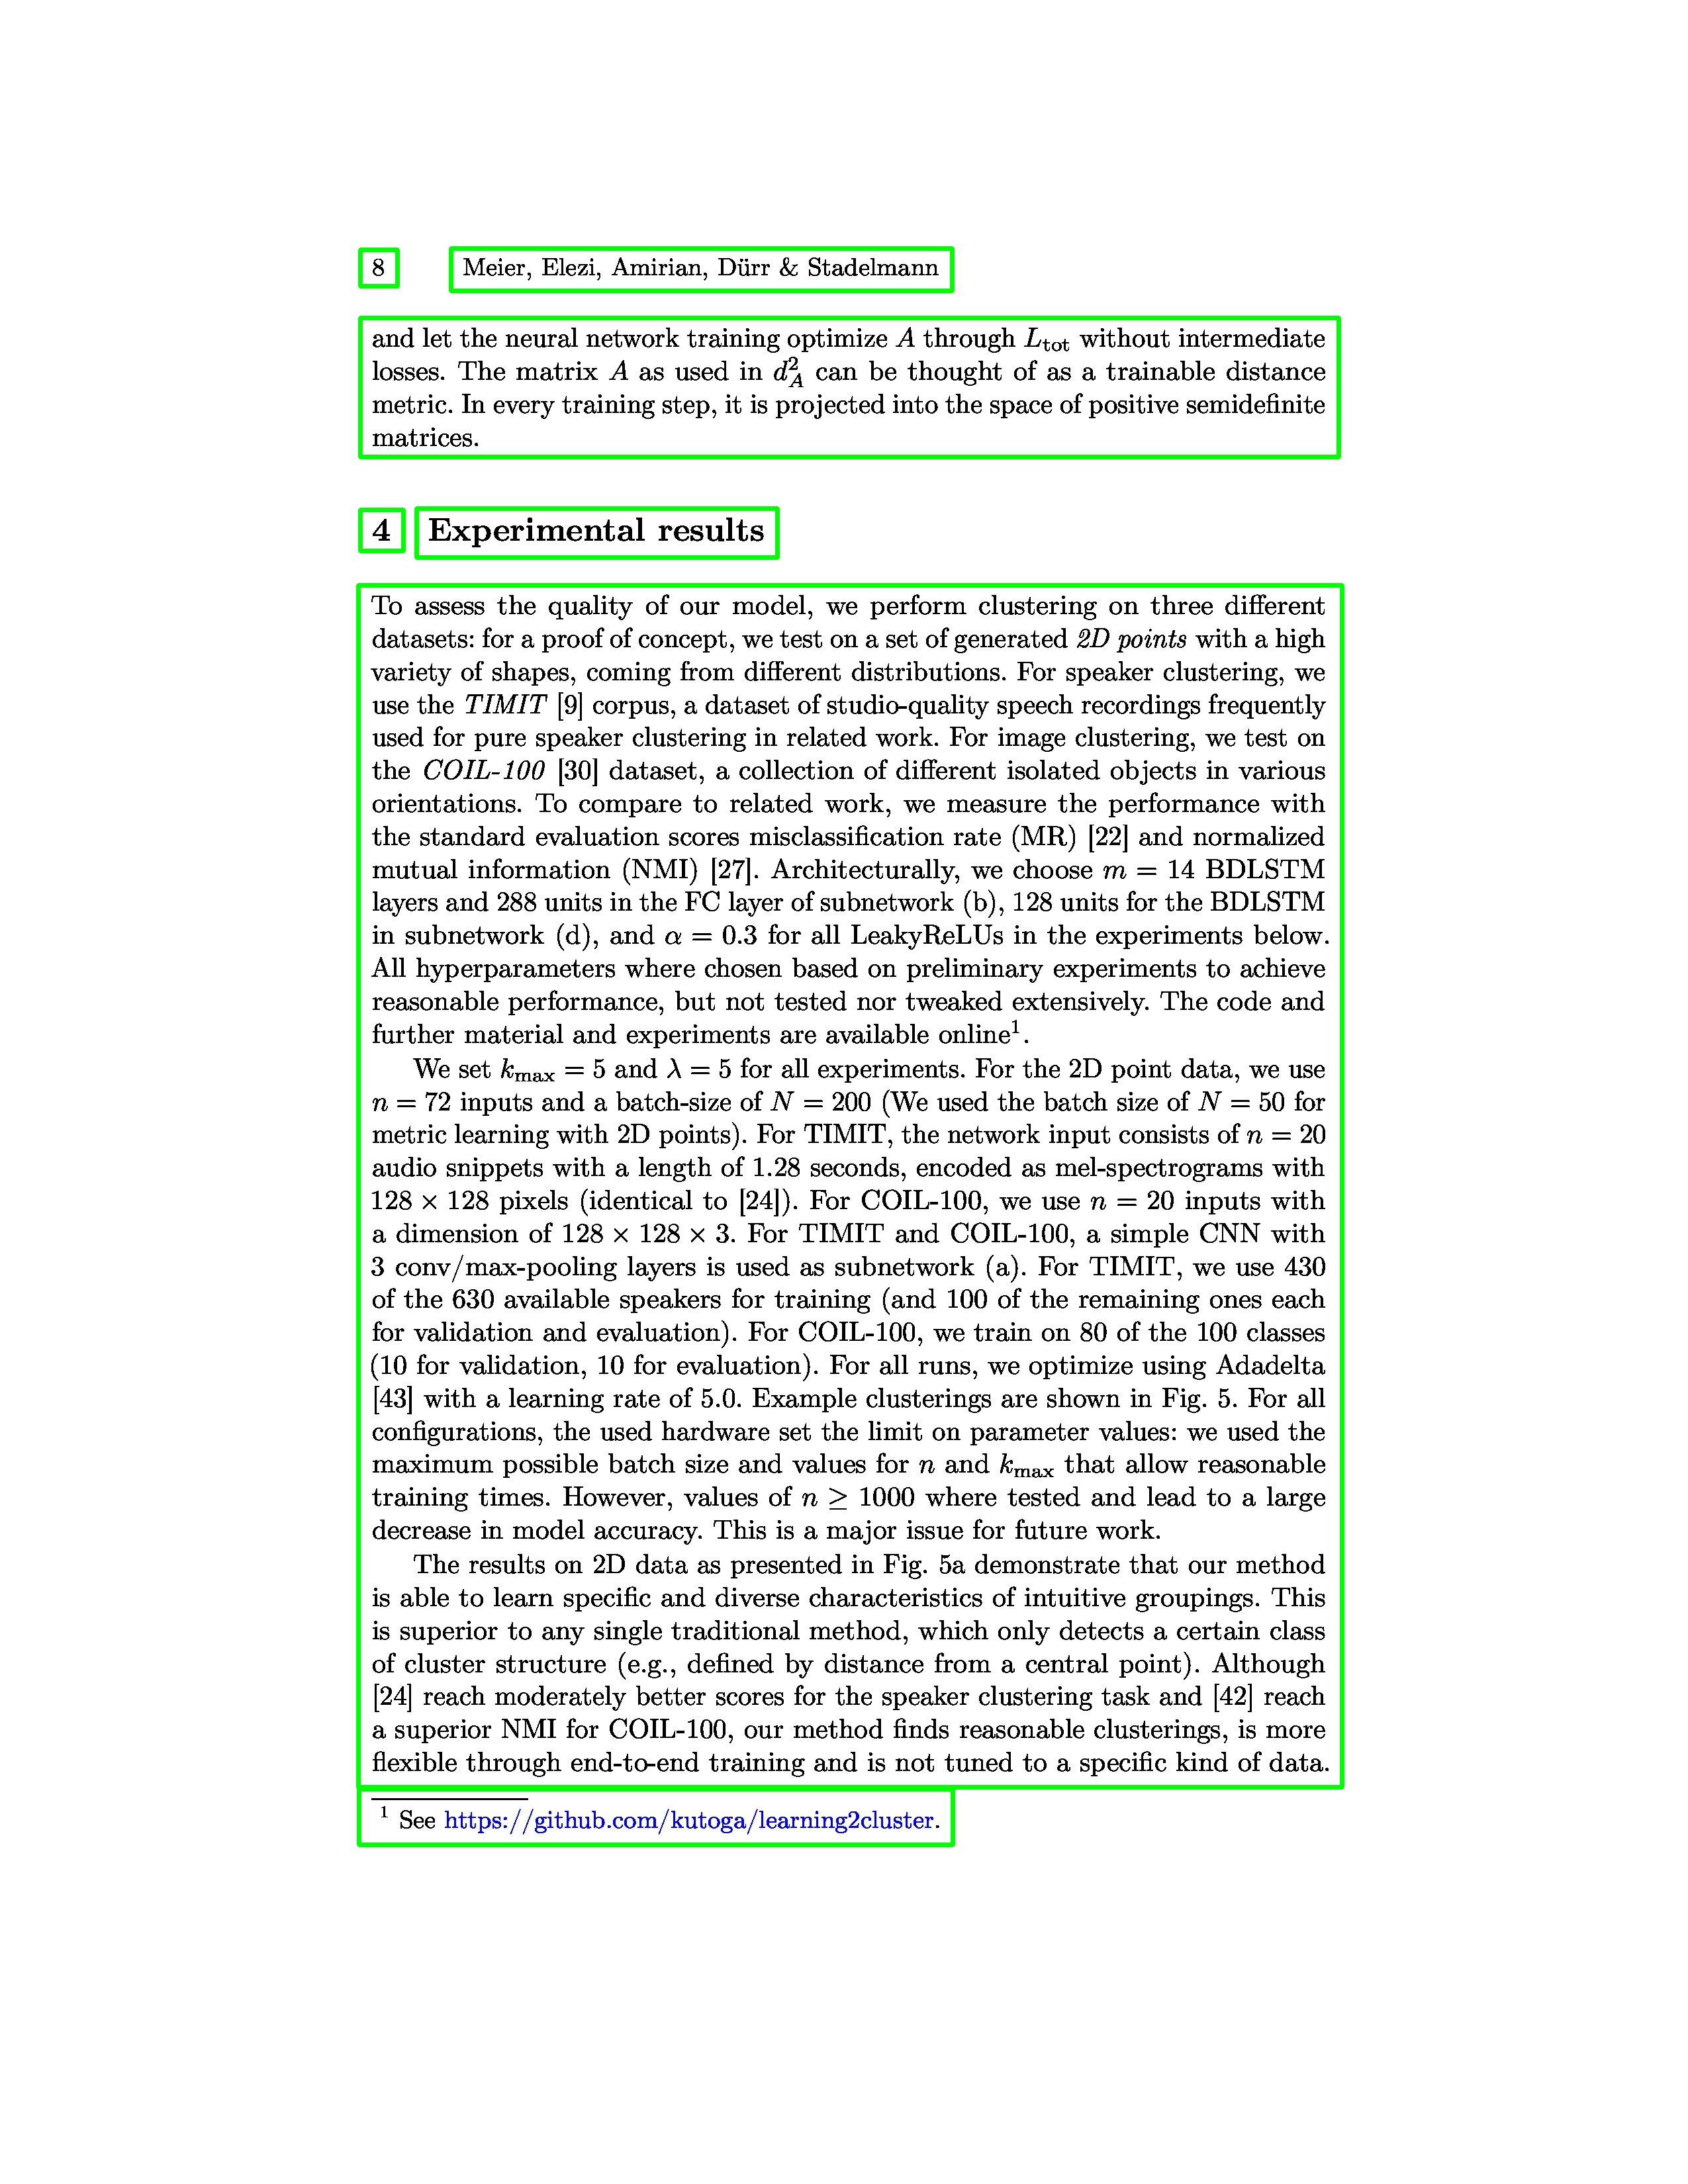 8 Meier, Elezi, Amirian, Dürr & Stadelmann
and let the neural network training optimize A through L_tot without intermediate
losses. The matrix A as used in d²_A can be thought of as a trainable distance
metric. In every training step, it is projected into the space of positive semidefinite
matrices.
4 Experimental results
To assess the quality of our model, we perform clustering on three different
datasets: for a proof of concept, we test on a set of generated 2D points with a high
variety of shapes, coming from different distributions. For speaker clustering, we
use the TIMIT [9] corpus, a dataset of studio-quality speech recordings frequently
used for pure speaker clustering in related work. For image clustering, we test on
the COIL-100 [30] dataset, a collection of different isolated objects in various
orientations. To compare to related work, we measure the performance with
the standard evaluation scores misclassification rate (MR) [22] and normalized
mutual information (NMI) [27]. Architecturally, we choose m = 14 BDLSTM
layers and 288 units in the FC layer of subnetwork (b), 128 units for the BDLSTM
in subnetwork (d), and α = 0.3 for all LeakyReLUs in the experiments below.
All hyperparameters where chosen based on preliminary experiments to achieve
reasonable performance, but not tested nor tweaked extensively. The code and
further material and experiments are available online¹.
We set k_max = 5 and λ = 5 for all experiments. For the 2D point data, we use
n = 72 inputs and a batch-size of N = 200 (We used the batch size of N = 50 for
metric learning with 2D points). For TIMIT, the network input consists of n = 20
audio snippets with a length of 1.28 seconds, encoded as mel-spectrograms with
128 × 128 pixels (identical to [24]). For COIL-100, we use n = 20 inputs with
a dimension of 128 × 128 × 3. For TIMIT and COIL-100, a simple CNN with
3 conv/max-pooling layers is used as subnetwork (a). For TIMIT, we use 430
of the 630 available speakers for training (and 100 of the remaining ones each
for validation and evaluation). For COIL-100, we train on 80 of the 100 classes
(10 for validation, 10 for evaluation). For all runs, we optimize using Adadelta
[43] with a learning rate of 5.0. Example clusterings are shown in Fig. 5. For all
configurations, the used hardware set the limit on parameter values: we used the
maximum possible batch size and values for n and k_max that allow reasonable
training times. However, values of n ≥ 1000 where tested and lead to a large
decrease in model accuracy. This is a major issue for future work.
The results on 2D data as presented in Fig. 5a demonstrate that our method
is able to learn specific and diverse characteristics of intuitive groupings. This
is superior to any single traditional method, which only detects a certain class
of cluster structure (e.g., defined by distance from a central point). Although
[24] reach moderately better scores for the speaker clustering task and [42] reach
a superior NMI for COIL-100, our method finds reasonable clusterings, is more
flexible through end-to-end training and is not tuned to a specific kind of data.
¹ See https://github.com/kutoga/learning2cluster.